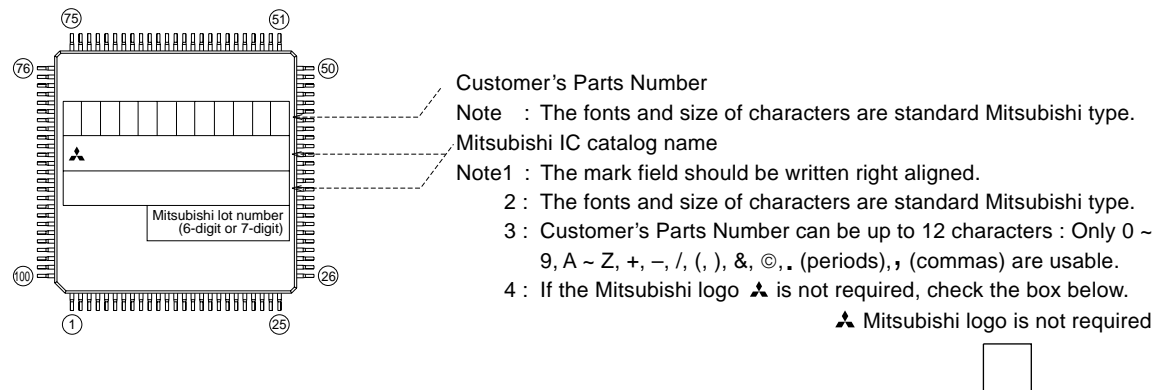 75 51
76 50
Customer's Parts Number
Note : The fonts and size of characters are standard Mitsubishi type.
Mitsubishi IC catalog name
Note1 : The mark field should be written right aligned.
2 : The fonts and size of characters are standard Mitsubishi type.
Mitsubishi lot number
(6-digit or 7-digit)
3 : Customer's Parts Number can be up to 12 characters : Only 0 ~
9, A ~ Z, +, –, /, (, ), &, ©, . (periods), , (commas) are usable.
100 26
4 : If the Mitsubishi logo is not required, check the box below.
Mitsubishi logo is not required
1 25